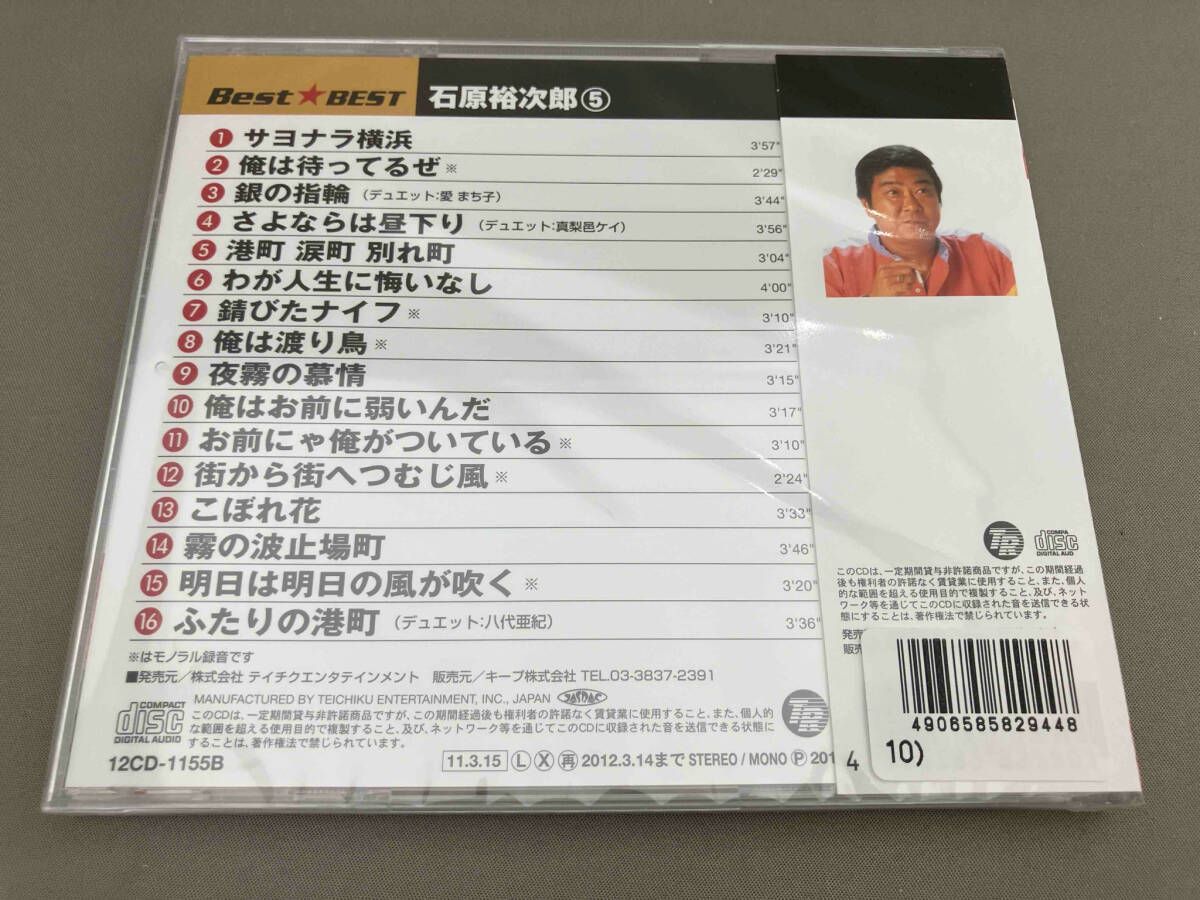 Best★BEST 石原裕次郎⑤
1 サヨナラ横浜 3'57"
2 俺は待ってるぜ※ 2'29"
3 銀の指輪 (デュエット:愛 まち子) 3'44"
4 さよならは昼下り (デュエット:真梨邑ケイ) 3'56"
5 港町 涙町 別れ町 3'04"
6 わが人生に悔いなし 4'00"
7 錆びたナイフ※ 3'10"
8 俺は渡り鳥※ 3'21"
9 夜霧の慕情 3'15"
10 俺はお前に弱いんだ 3'17"
11 お前にゃ俺がついている※ 3'10"
12 街から街へつむじ風※ 2'24"
13 こぼれ花 3'33"
14 霧の波止場町 3'46"
15 明日は明日の風が吹く※ 3'20"
16 ふたりの港町 (デュエット:八代亜紀) 3'36"
※はモノラル録音です
■発売元/株式会社 テイチクエンタテインメント 販売元/キープ株式会社 TEL.03-3837-2391
MANUFACTURED BY TEICHIKU ENTERTAINMENT, INC., JAPAN JASRAC
COMPACT disc DIGITAL AUDIO
このCDは、一定期間貸与非許諾商品ですが、この期間経過後も権利者の許諾なく賃貸業に使用すること、また、個人的
な範囲を超える使用目的で複製すること、及び、ネットワーク等を通じてこのCDに収録された音を送信できる状態に
することは、著作権法で禁じられています。
12CD-1155B
11.3.15 Ⓛ Ⓧ 再 2012.3.14まで STEREO / MONO Ⓟ 201
COMPA disc DIGITAL AUD
このCDは、一定期間貸与非許諾商品ですが、この期間経過
後も権利者の許諾なく賃貸業に使用すること、また、個人
的な範囲を超える使用目的で複製すること、及び、ネット
ワーク等を通じてこのCDに収録された音を送信できる状
態にすることは、著作権法で禁じられています。
発売
販売
4906585829448
10)
4